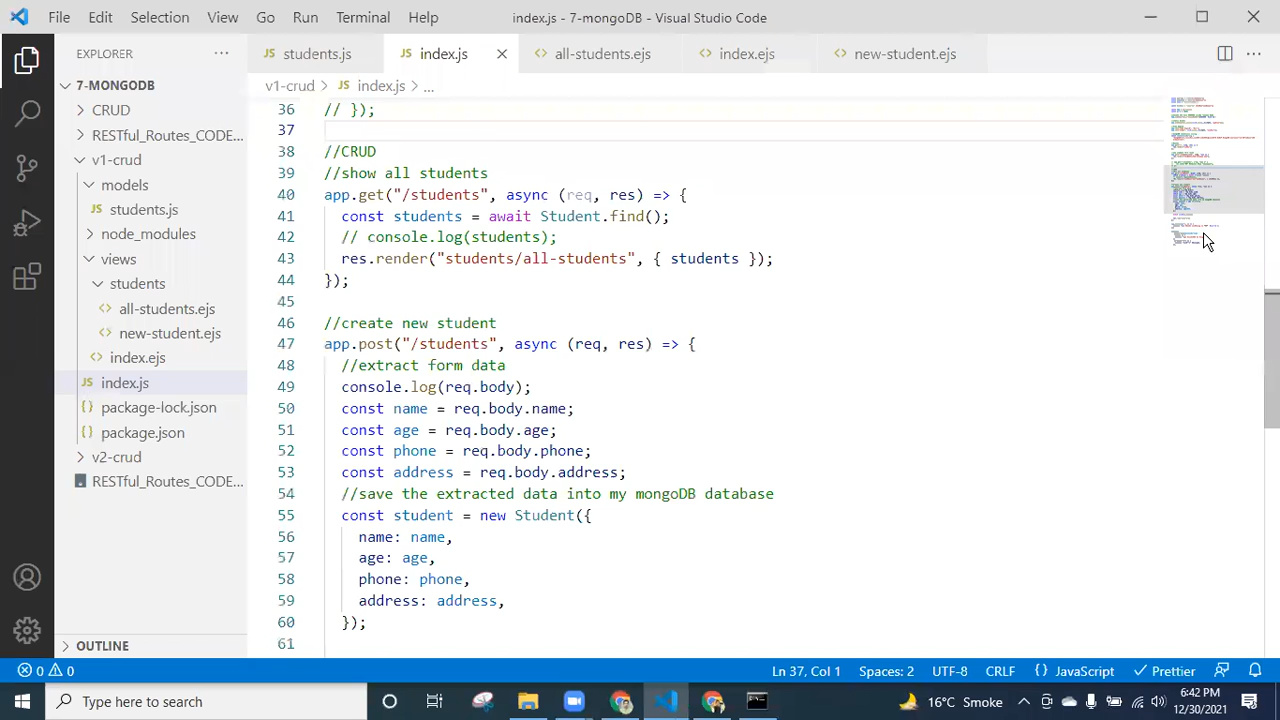 File Edit Selection View Go Run Terminal Help index.js - 7-mongoDB - Visual Studio Code
EXPLORER ···
students.js index.js all-students.ejs index.ejs new-student.ejs
7-MONGODB
v1-crud > index.js > ...
CRUD
RESTful_Routes_CODE...
v1-crud
models
students.js
node_modules
views
students
all-students.ejs
new-student.ejs
index.ejs
index.js
package-lock.json
package.json
v2-crud
RESTful_Routes_CODE...
OUTLINE
36 // });
37
38 //CRUD
39 //show all students
40 app.get("/students", async (req, res) => {
41 const students = await Student.find();
42 // console.log(students);
43 res.render("students/all-students", { students });
44 });
45
46 //create new student
47 app.post("/students", async (req, res) => {
48 //extract form data
49 console.log(req.body);
50 const name = req.body.name;
51 const age = req.body.age;
52 const phone = req.body.phone;
53 const address = req.body.address;
54 //save the extracted data into my mongoDB database
55 const student = new Student({
56 name: name,
57 age: age,
58 phone: phone,
59 address: address,
60 });
61
0 0 Ln 37, Col 1 Spaces: 2 UTF-8 CRLF {} JavaScript Prettier
Type here to search 16°C Smoke 6:42 PM
12/30/2021